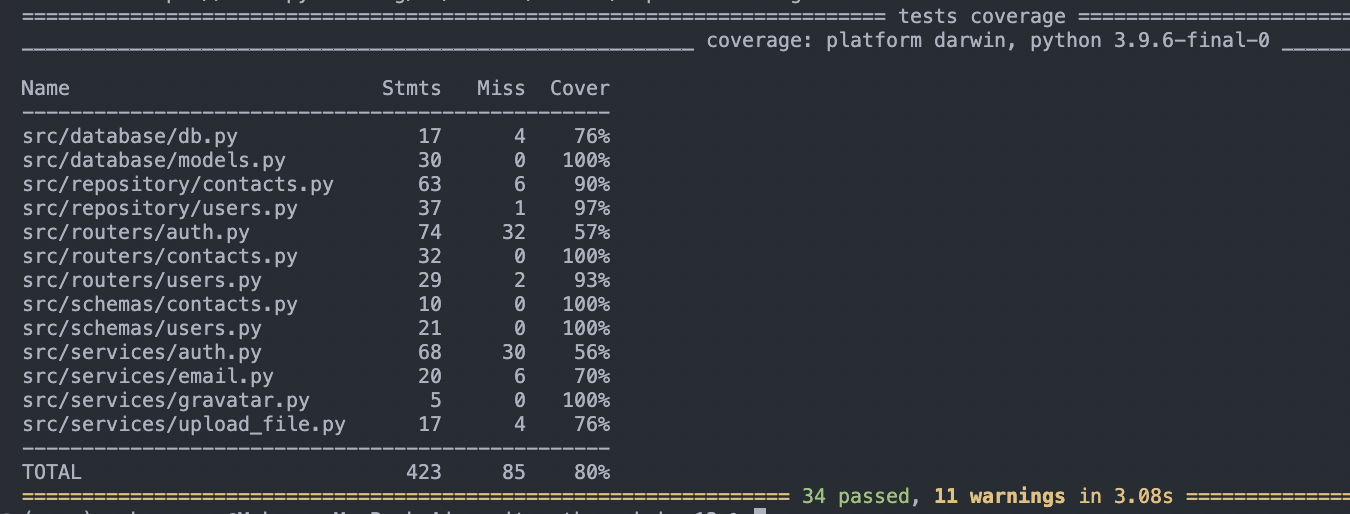 tests coverage
coverage: platform darwin, python 3.9.6-final-0
Name Stmts Miss Cover
src/database/db.py 17 4 76%
src/database/models.py 30 0 100%
src/repository/contacts.py 63 6 90%
src/repository/users.py 37 1 97%
src/routers/auth.py 74 32 57%
src/routers/contacts.py 32 0 100%
src/routers/users.py 29 2 93%
src/schemas/contacts.py 10 0 100%
src/schemas/users.py 21 0 100%
src/services/auth.py 68 30 56%
src/services/email.py 20 6 70%
src/services/gravatar.py 5 0 100%
src/services/upload_file.py 17 4 76%
TOTAL 423 85 80%
34 passed, 11 warnings in 3.08s